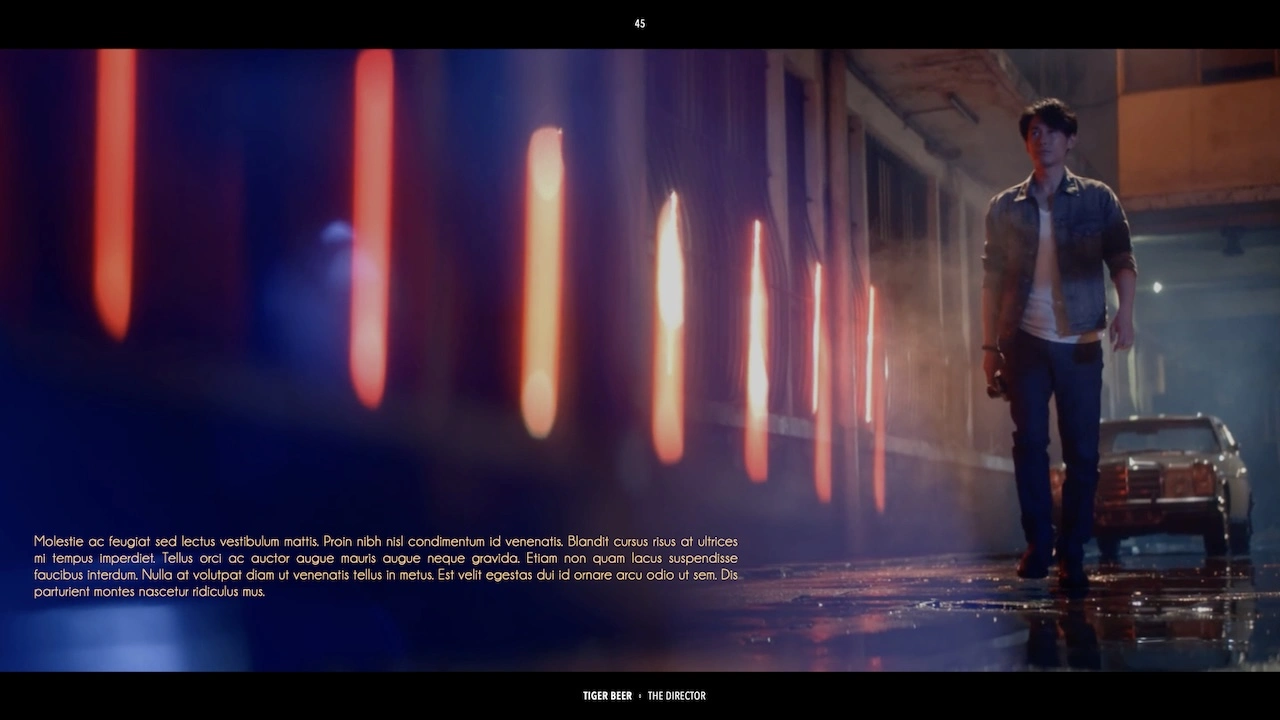 45
Molestie ac feugiat sed lectus vestibulum mattis. Proin nibh nisl condimentum id venenatis. Blandit cursus risus at ultrices
mi tempus imperdiet. Tellus orci ac auctor augue mauris augue neque gravida. Etiam non quam lacus suspendisse
faucibus interdum. Nulla at volutpat diam ut venenatis tellus in metus. Est velit egestas dui id ornare arcu odio ut sem. Dis
parturient montes nascetur ridiculus mus.
TIGER BEER ı THE DIRECTOR